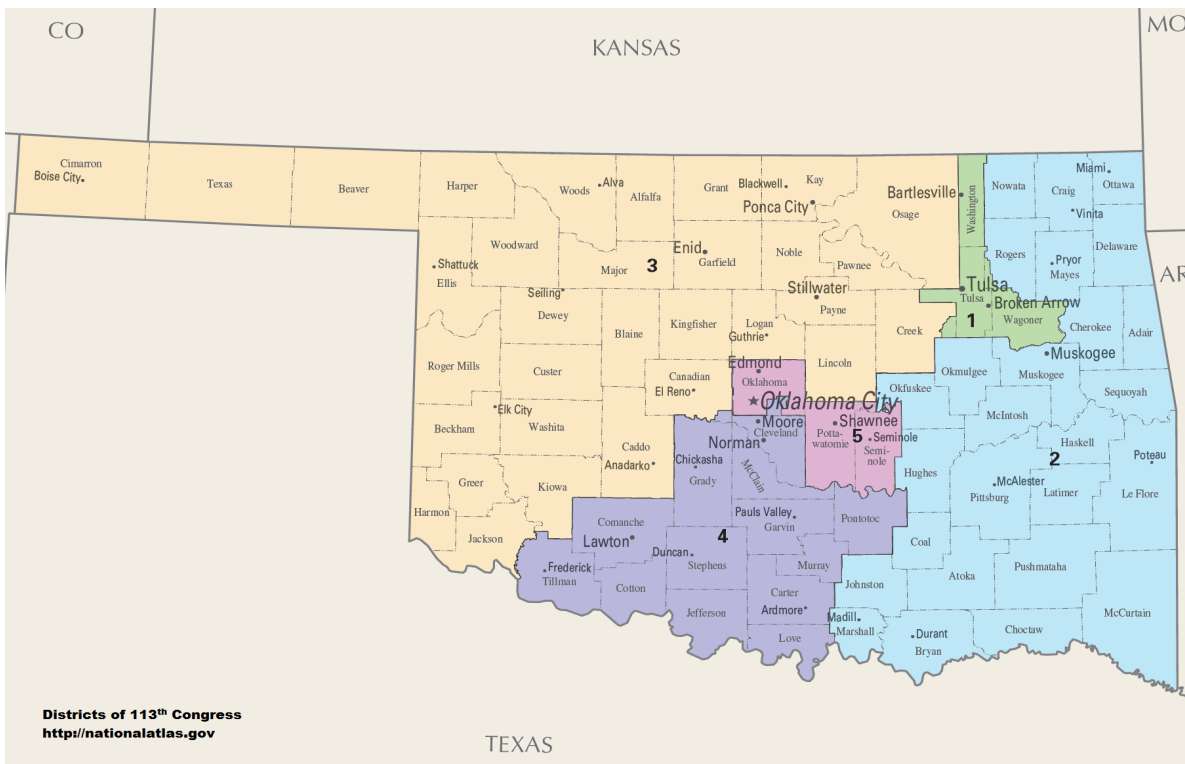 CO
KANSAS
MO
Cimarron
Boise City
Texas
Beaver
Harper
Woods
Alva
Alfalfa
Grant
Blackwell
Kay
Ponca City
Bartlesville
Osage
Washington
Nowata
Craig
Miami
Ottawa
Vinita
Woodward
Shattuck
Ellis
Seiling
Major
3
Enid
Garfield
Noble
Pawnee
Rogers
Pryor
Mayes
Delaware
AR
Dewey
Blaine
Kingfisher
Logan
Guthrie
Stillwater
Payne
Creek
Tulsa
Tulsa
Broken Arrow
Wagoner
1
Cherokee
Adair
Roger Mills
Custer
Canadian
El Reno
Edmond
Oklahoma
Lincoln
Okfuskee
Okmulgee
Muskogee
Muskogee
Sequoyah
Oklahoma City
Elk City
Beckham
Washita
Caddo
Anadarko
Moore
Cleveland
Norman
Shawnee
Potta-
watomie
5
Seminole
Semi-
nole
McIntosh
Haskell
2
Poteau
Chickasha
Grady
McClain
Hughes
McAlester
Pittsburg
Latimer
Le Flore
Greer
Kiowa
Harmon
Jackson
Comanche
Lawton
Pauls Valley
Garvin
Pontotoc
4
Duncan
Stephens
Murray
Coal
Frederick
Tillman
Cotton
Jefferson
Carter
Ardmore
Love
Johnston
Atoka
Pushmataha
McCurtain
Madill
Marshall
Durant
Bryan
Choctaw
Districts of 113th Congress
http://nationalatlas.gov
TEXAS